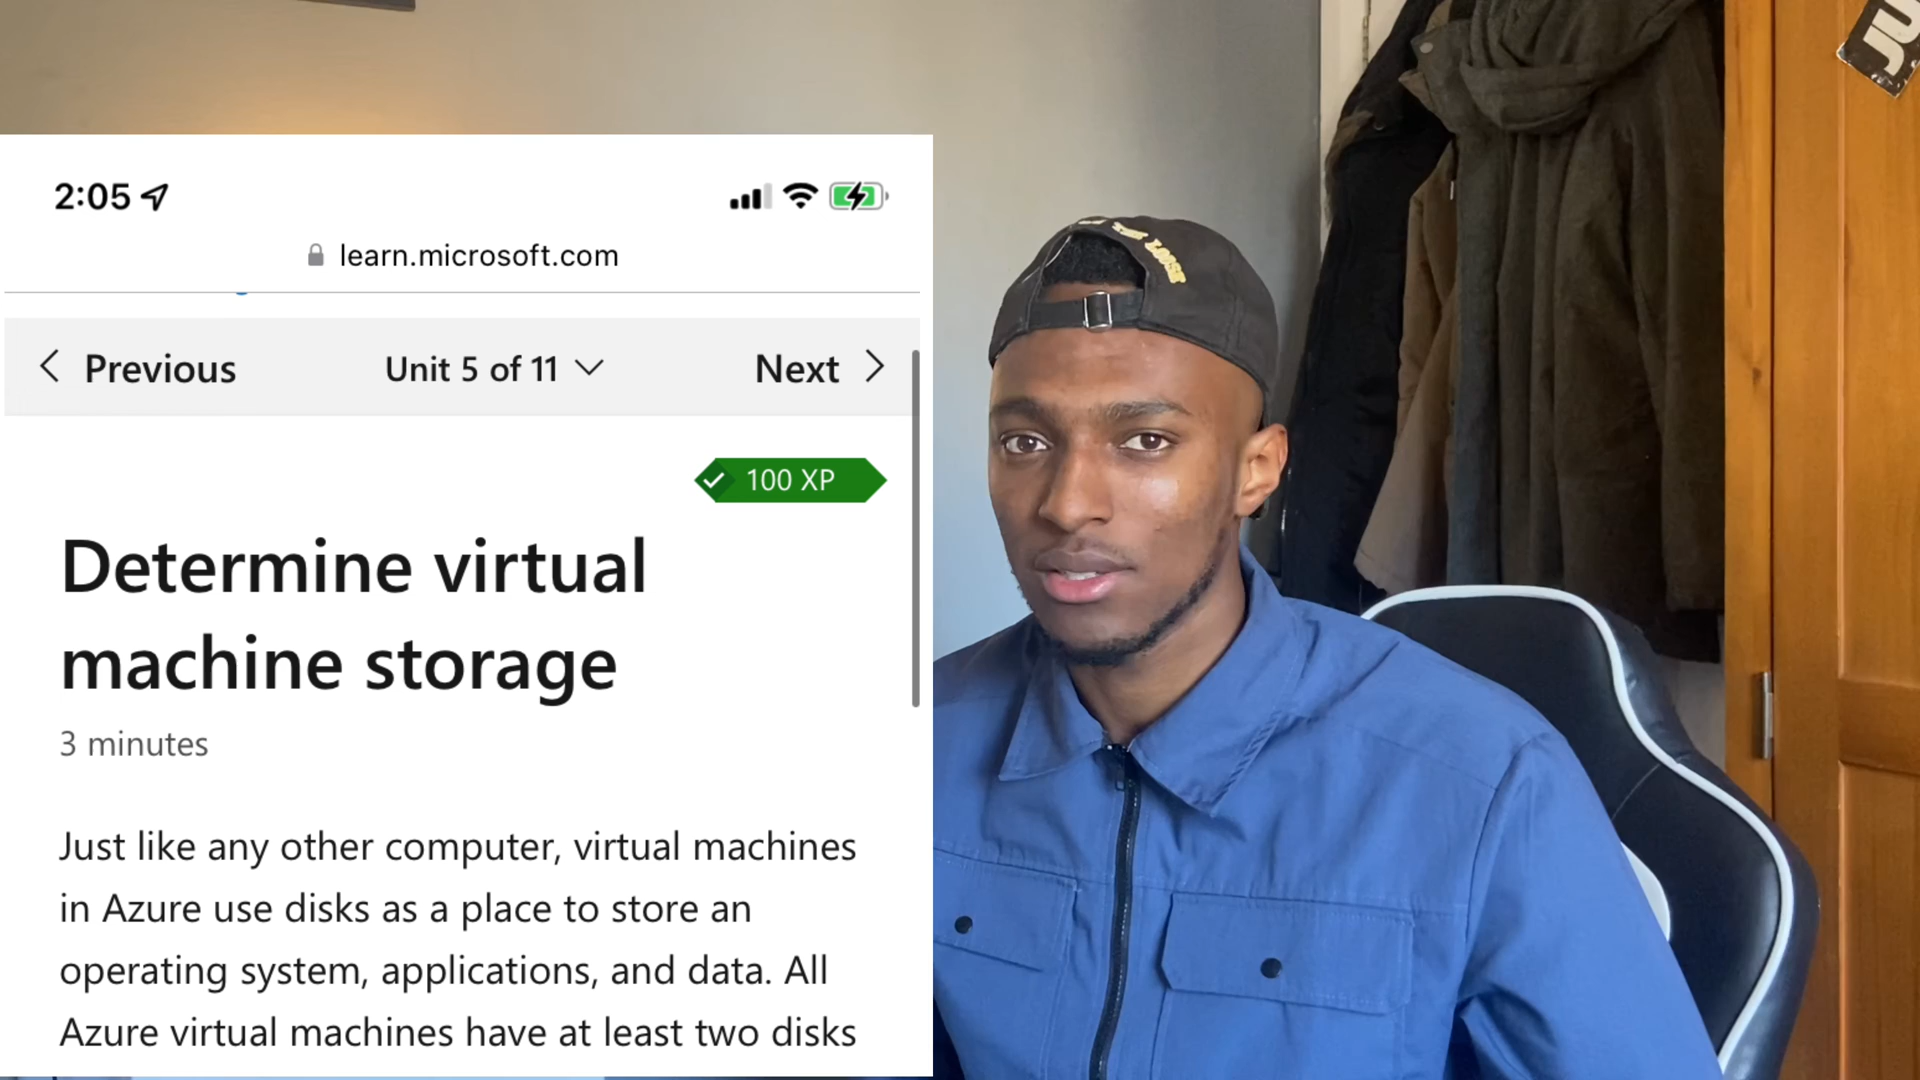 JU
2:05
learn.microsoft.com
Previous
Unit 5 of 11
Next
100 XP
Determine virtual
machine storage
3 minutes
Just like any other computer, virtual machines
in Azure use disks as a place to store an
operating system, applications, and data. All
Azure virtual machines have at least two disks
LOOSE